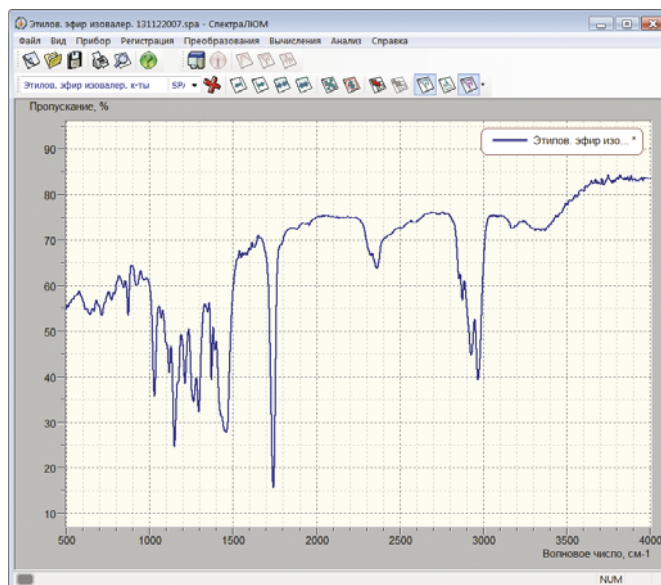 Этилов. эфир изовалер. 131122007.spa - СпектраЛЮМ
Файл Вид Прибор Регистрация Преобразования Вычисления Анализ Справка
Этилов. эфир изовалер. к-ты SP
Пропускание, %
Этилов. эфир изо... *
90
80
70
60
50
40
30
20
10
500 1000 1500 2000 2500 3000 3500 4000
Волновое число, см-1
NUM